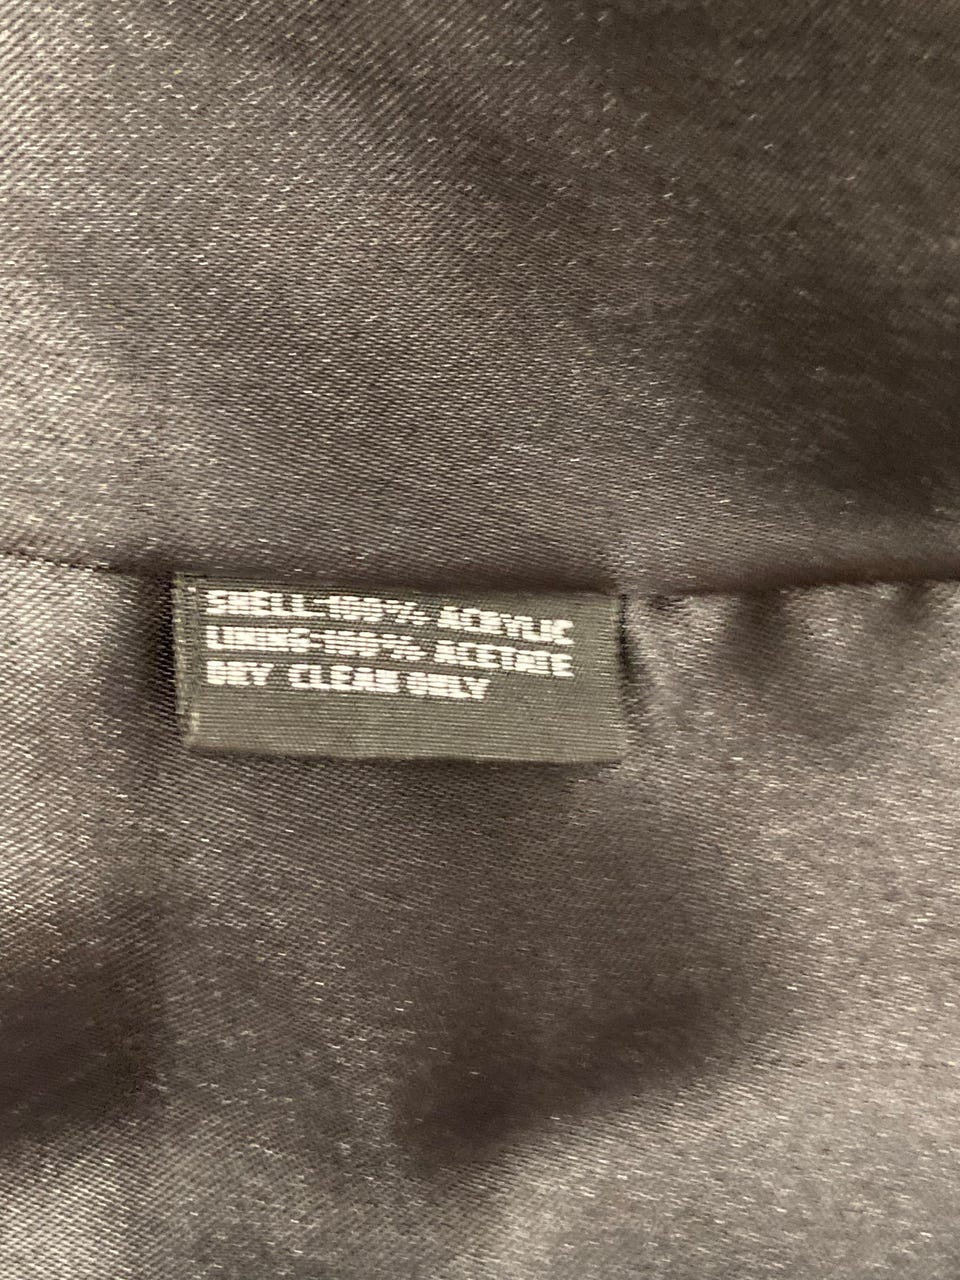 SHELL-100% ACRYLIC
LINING-100% ACETATE
DRY CLEAN ONLY